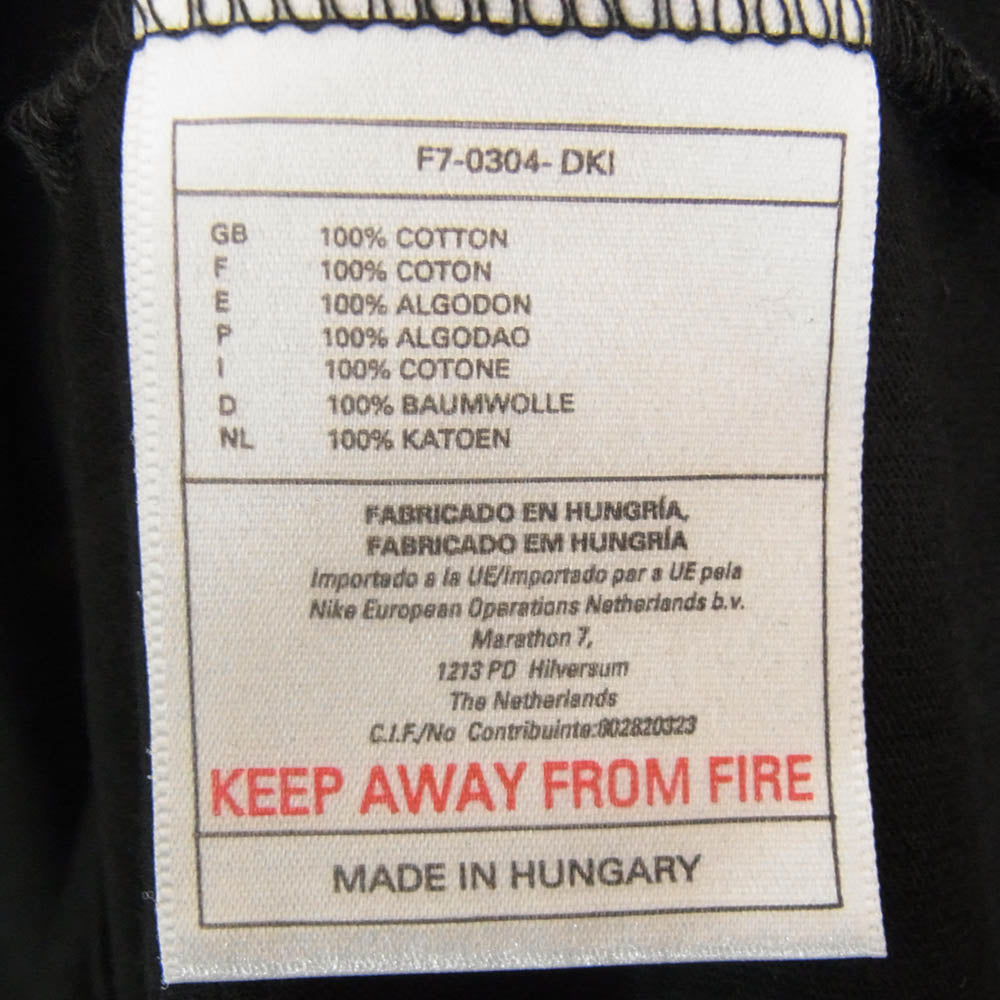 F7-0304- DKI
GB 100% COTTON
F 100% COTON
E 100% ALGODON
P 100% ALGODAO
I 100% COTONE
D 100% BAUMWOLLE
NL 100% KATOEN
FABRICADO EN HUNGRÍA,
FABRICADO EM HUNGRÍA
Importado a la UE/Importado par a UE pela
Nike European Operations Netherlands b.v.
Marathon 7,
1213 PD Hilversum
The Netherlands
C.I.F./No Contribuinte:002820323
KEEP AWAY FROM FIRE
MADE IN HUNGARY